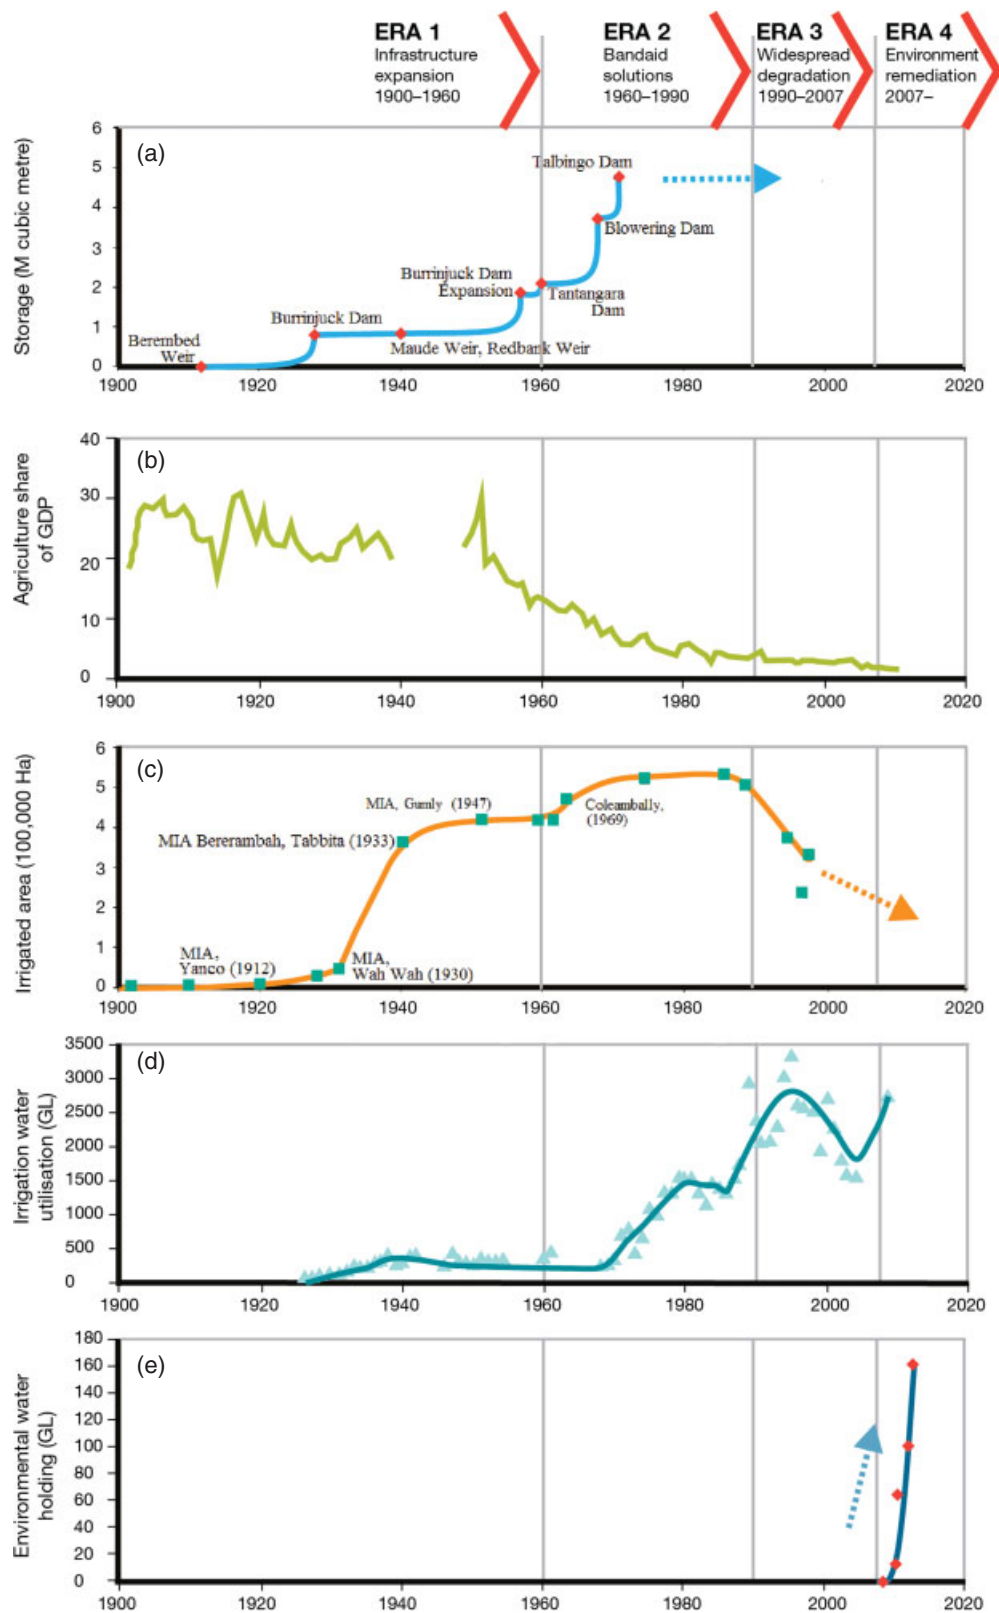 ERA 1
Infrastructure
expansion
1900–1960
ERA 2
Bandaid
solutions
1960–1990
ERA 3
Widespread
degradation
1990–2007
ERA 4
Environment
remediation
2007–
(a)
Storage (M cubic metre)
6
5
4
3
2
1
0
Talbingo Dam
Blowering Dam
Burrinjuck Dam
Expansion
Tantangara
Dam
Burrinjuck Dam
Maude Weir, Redbank Weir
Berembed
Weir
1900 1920 1940 1960 1980 2000 2020
(b)
Agriculture share
of GDP
40
30
20
10
0
1900 1920 1940 1960 1980 2000 2020
(c)
Irrigated area (100,000 Ha)
6
5
4
3
2
1
0
MIA, Gumly (1947)
Coleambally,
(1969)
MIA Bererambah, Tabbita (1933)
MIA,
Yanco (1912)
MIA,
Wah Wah (1930)
1900 1920 1940 1960 1980 2000 2020
(d)
Irrigation water
utilisation (GL)
3500
3000
2500
2000
1500
1000
500
0
1900 1920 1940 1960 1980 2000 2020
(e)
Environmental water
holding (GL)
180
160
140
120
100
80
60
40
20
0
1900 1920 1940 1960 1980 2000 2020